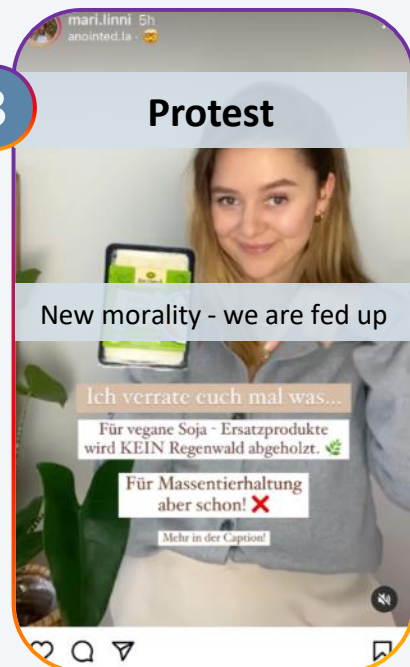 mari.linni 5h
anointed.la
3
Protest
New morality - we are fed up
Ich verrate euch mal was...
Für vegane Soja - Ersatzprodukte
wird KEIN Regenwald abgeholzt. 🌿
Für Massentierhaltung
aber schon! ❌
Mehr in der Caption!